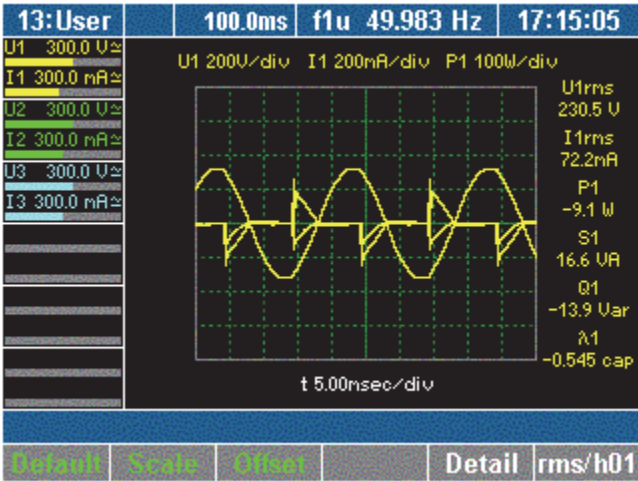 13:User 100.0ms f1u 49.983 Hz 17:15:05
U1 300.0 V≃
I1 300.0 mA≃
U2 300.0 V≃
I2 300.0 mA≃
U3 300.0 V≃
I3 300.0 mA≃
U1 200V/div I1 200mA/div P1 100W/div
U1rms
230.5 V
I1rms
72.2mA
P1
-9.1 W
S1
16.6 VA
Q1
-13.9 Var
λ1
-0.545 cap
t 5.00msec/div
Default Scale Offset Detail rms/h01